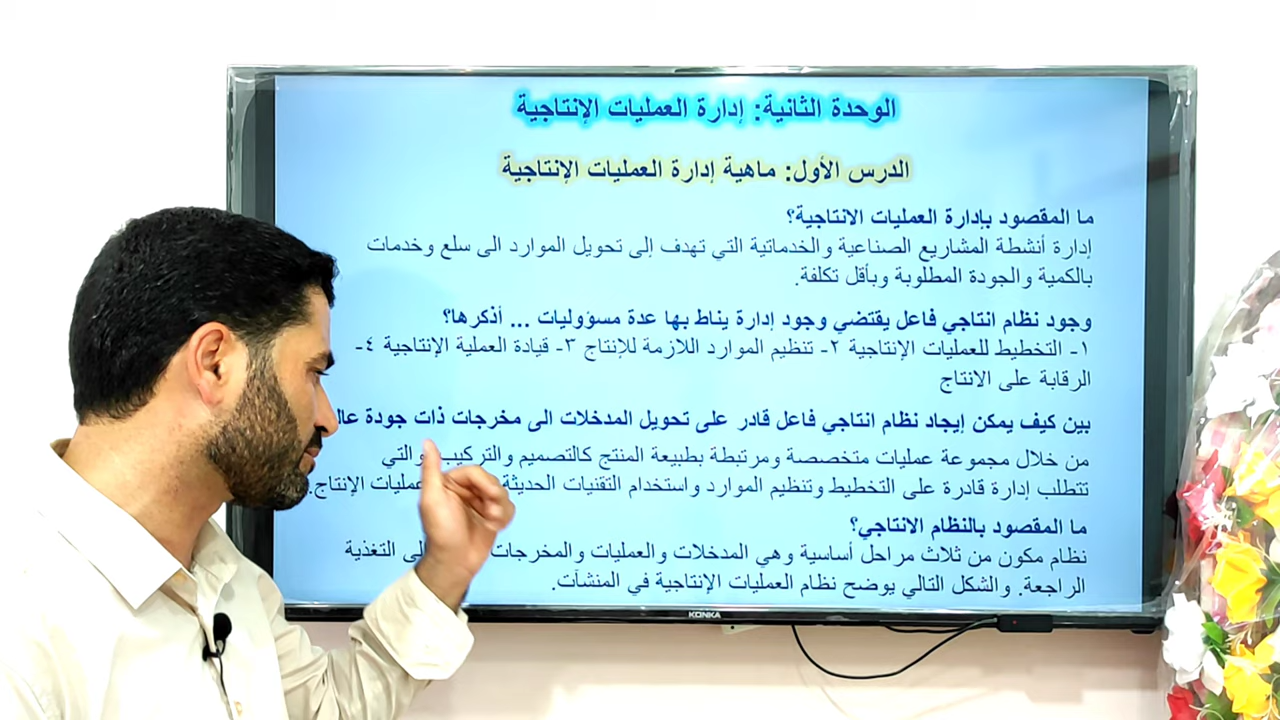 الوحدة الثانية: إدارة العمليات الإنتاجية
الدرس الأول: ماهية إدارة العمليات الإنتاجية
ما المقصود بإدارة العمليات الانتاجية؟
إدارة أنشطة المشاريع الصناعية والخدماتية التي تهدف إلى تحويل الموارد الى سلع وخدمات
بالكمية والجودة المطلوبة وبأقل تكلفة.
وجود نظام انتاجي فاعل يقتضي وجود إدارة يناط بها عدة مسؤوليات ... أذكرها؟
١- التخطيط للعمليات الإنتاجية ٢- تنظيم الموارد اللازمة للإنتاج ٣- قيادة العملية الإنتاجية ٤-
الرقابة على الانتاج
بين كيف يمكن إيجاد نظام انتاجي فاعل قادر على تحويل المدخلات الى مخرجات ذات جودة
من خلال مجموعة عمليات متخصصة ومرتبطة بطبيعة المنتج كالتصميم والتركيب والتي
تتطلب إدارة قادرة على التخطيط وتنظيم الموارد واستخدام التقنيات الحديثة عمليات الإنتاج.
ما المقصود بالنظام الانتاجي؟
نظام مكون من ثلاث مراحل أساسية وهي المدخلات والعمليات والمخرجات التغذية
الراجعة. والشكل التالي يوضح نظام العمليات الإنتاجية في المنشآت.
KONKA